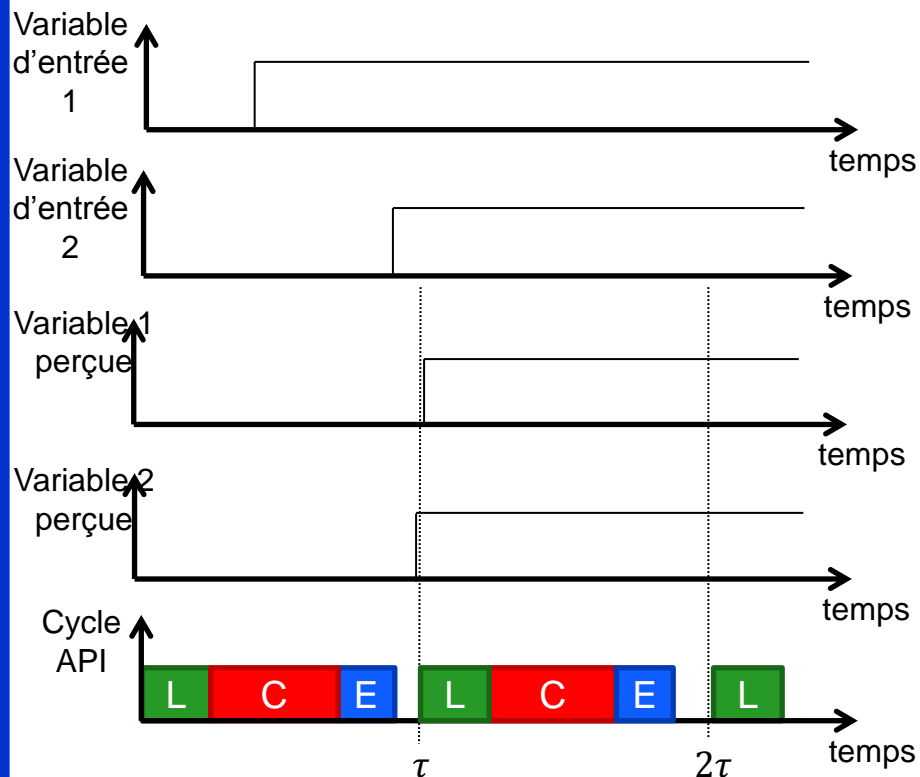 Variable
d'entrée
1
temps
Variable
d'entrée
2
temps
Variable 1
perçue
temps
Variable 2
perçue
temps
Cycle
API
L C E L C E L
temps
τ 2τ